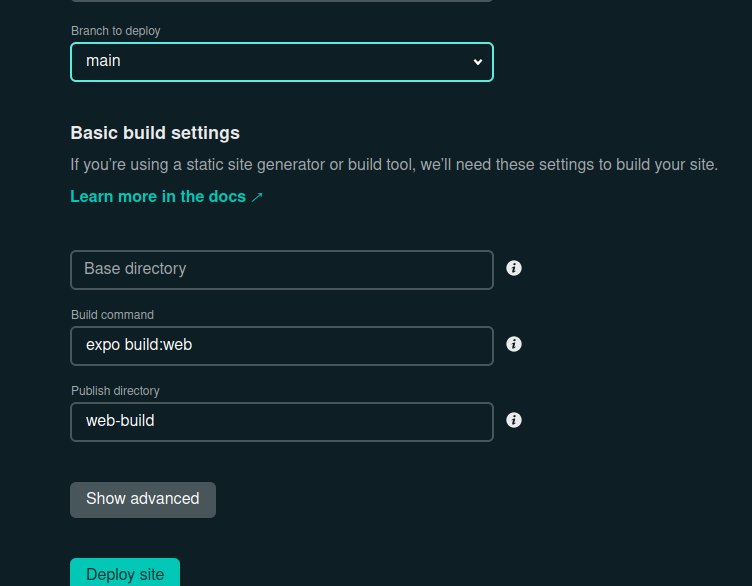 Branch to deploy
main
Basic build settings
If you're using a static site generator or build tool, we'll need these settings to build your site.
Learn more in the docs ↗
Base directory
Build command
expo build:web
Publish directory
web-build
Show advanced
Deploy site